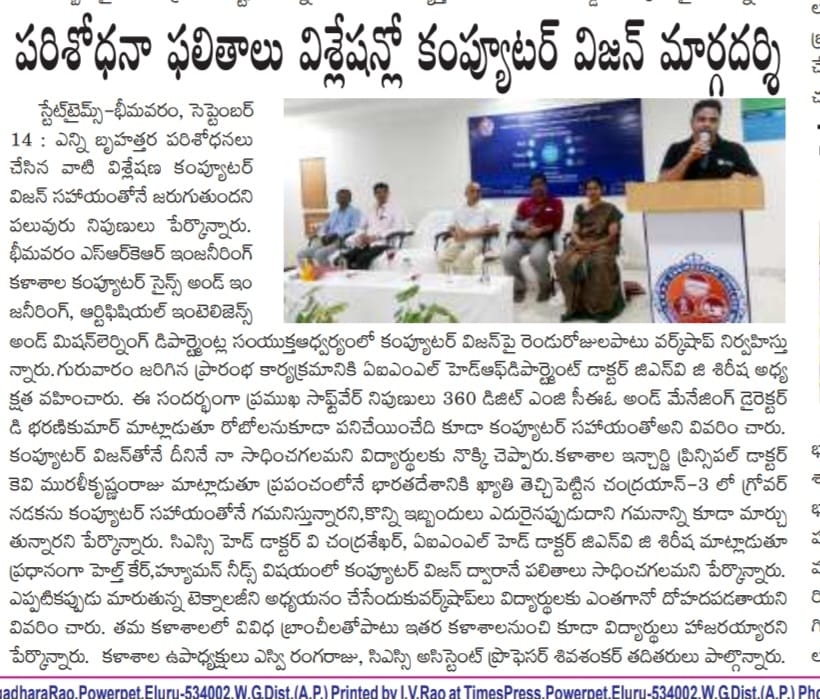 పరిశోధనా ఫలితాలు విశ్లేషన్లో కంప్యూటర్ విజన్ మార్గదర్శి
స్టేట్‌టైమ్స్-భీమవరం, సెప్టెంబర్
14 : ఎన్ని బృహత్తర పరిశోధనలు
చేసిన వాటి విశ్లేషణ కంప్యూటర్
విజన్ సహాయంతోనే జరుగుతుందని
పలువురు నిపుణులు పేర్కొన్నారు.
భీమవరం ఎస్ఆర్‌కెఆర్ ఇంజనీరింగ్
కళాశాల కంప్యూటర్ సైన్స్ అండ్ ఇం
జనీరింగ్, ఆర్టిఫిషియల్ ఇంటెలిజెన్స్
అండ్ మిషన్‌లెర్నింగ్ డిపార్ట్మెంట్ల సంయుక్తఆధ్వర్యంలో కంప్యూటర్ విజన్‌పై రెండురోజులపాటు వర్క్‌షాప్ నిర్వహిస్తు
న్నారు.గురువారం జరిగిన ప్రారంభ కార్యక్రమానికి ఏఐఎంఎల్ హెడ్ఆఫ్‌డిపార్ట్మెంట్ డాక్టర్ జిఎన్‌వి జి శిరీష అధ్య
క్షత వహించారు. ఈ సందర్భంగా ప్రముఖ సాఫ్ట్‌వేర్ నిపుణులు 360 డిజిట్ ఎంజి సీఈఓ అండ్ మేనేజింగ్ డైరెక్టర్
డి భరణికుమార్ మాట్లాడుతూ రోబోలనుకూడా పనిచేయించేది కూడా కంప్యూటర్ సహాయంతోఅని వివరిం చారు.
కంప్యూటర్ విజన్‌తోనే దీనినే నా సాధించగలమని విద్యార్థులకు నొక్కి చెప్పారు.కళాశాల ఇన్చార్జి ప్రిన్సిపల్ డాక్టర్
కెవి మురళీకృష్ణంరాజు మాట్లాడుతూ ప్రపంచంలోనే భారతదేశానికి ఖ్యాతి తెచ్చిపెట్టిన చంద్రయాన్-3 లో గ్రోవర్
నడకను కంప్యూటర్ సహాయంతోనే గమనిస్తున్నారని,కొన్ని ఇబ్బందులు ఎదురైనప్పుడుదాని గమనాన్ని కూడా మార్చు
తున్నారని పేర్కొన్నారు. సిఎస్సి హెడ్ డాక్టర్ వి చంద్రశేఖర్, ఏఐఎంఎల్ హెడ్ డాక్టర్ జిఎన్‌వి జి శిరీష మాట్లాడుతూ
ప్రధానంగా హెల్త్ కేర్,హ్యూమన్ నీడ్స్ విషయంలో కంప్యూటర్ విజన్ ద్వారానే పలితాలు సాధించగలమని పేర్కొన్నారు.
ఎప్పటికప్పుడు మారుతున్న టెక్నాలజీని అధ్యయనం చేసేందుకువర్క్‌షాప్‌లు విద్యార్థులకు ఎంతగానో దోహదపడతాయని
వివరిం చారు. తమ కళాశాలలో వివిధ బ్రాంచీలతోపాటు ఇతర కళాశాలనుంచి కూడా విద్యార్థులు హాజరయ్యారని
పేర్కొన్నారు. కళాశాల ఉపాధ్యక్షులు ఎస్వి రంగరాజు, సిఎస్సి అసిస్టెంట్ ప్రొఫెసర్ శివశంకర్ తదితరులు పాల్గొన్నారు.
gadharaRao,Powerpet,Eluru-534002,W.G.Dist.(A.P.) Printed by I.V.Rao at TimesPress,Powerpet,Eluru-534002,W.G.Dist.(A.P.)